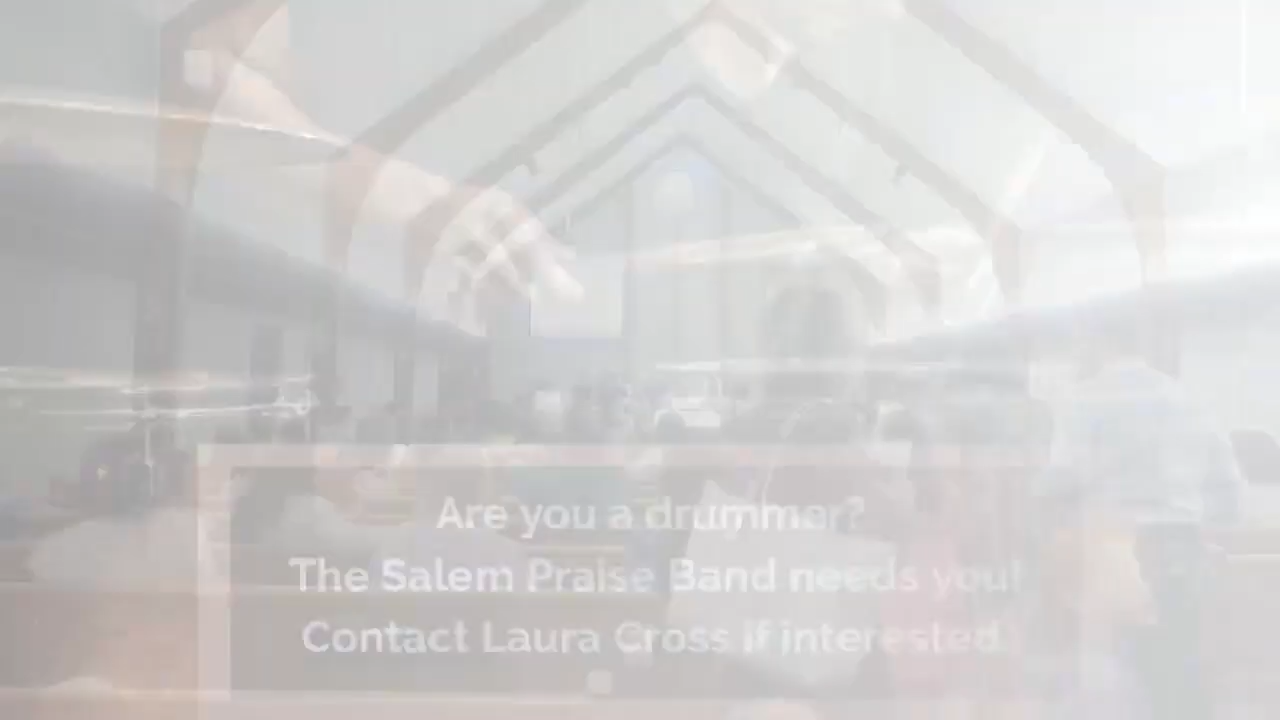 Are you a drummer?
The Salem Praise Band needs you!
Contact Laura Cross if interested.